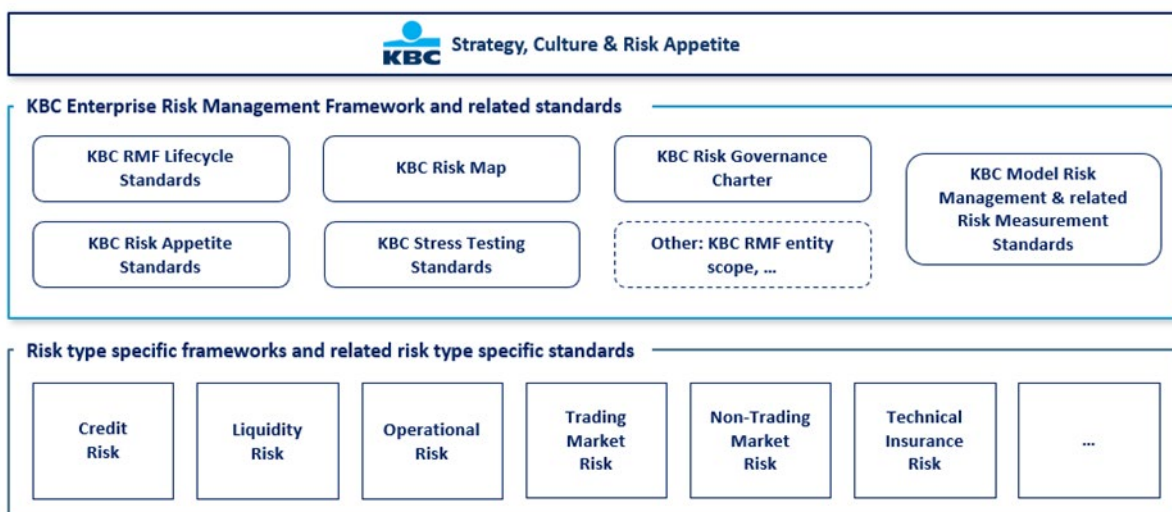 KBC
Strategy, Culture & Risk Appetite
KBC Enterprise Risk Management Framework and related standards
KBC RMF Lifecycle
Standards
KBC Risk Map
KBC Risk Governance
Charter
KBC Model Risk
Management & related
Risk Measurement
Standards
KBC Risk Appetite
Standards
KBC Stress Testing
Standards
Other: KBC RMF entity
scope, ...
Risk type specific frameworks and related risk type specific standards
Credit
Risk
Liquidity
Risk
Operational
Risk
Trading
Market
Risk
Non-Trading
Market
Risk
Technical
Insurance
Risk
...